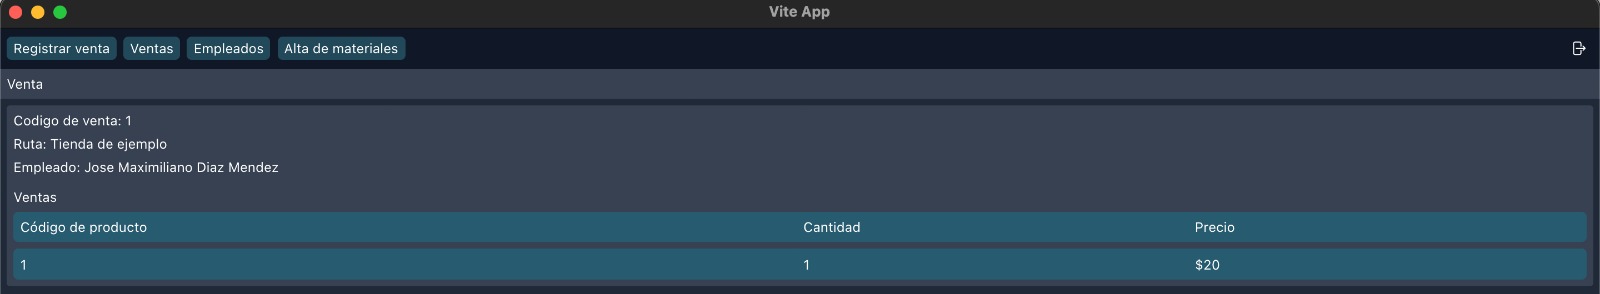 Vite App
Registrar venta Ventas Empleados Alta de materiales
Venta
Codigo de venta: 1
Ruta: Tienda de ejemplo
Empleado: Jose Maximiliano Diaz Mendez
Ventas
Código de producto Cantidad Precio
1 1 $20